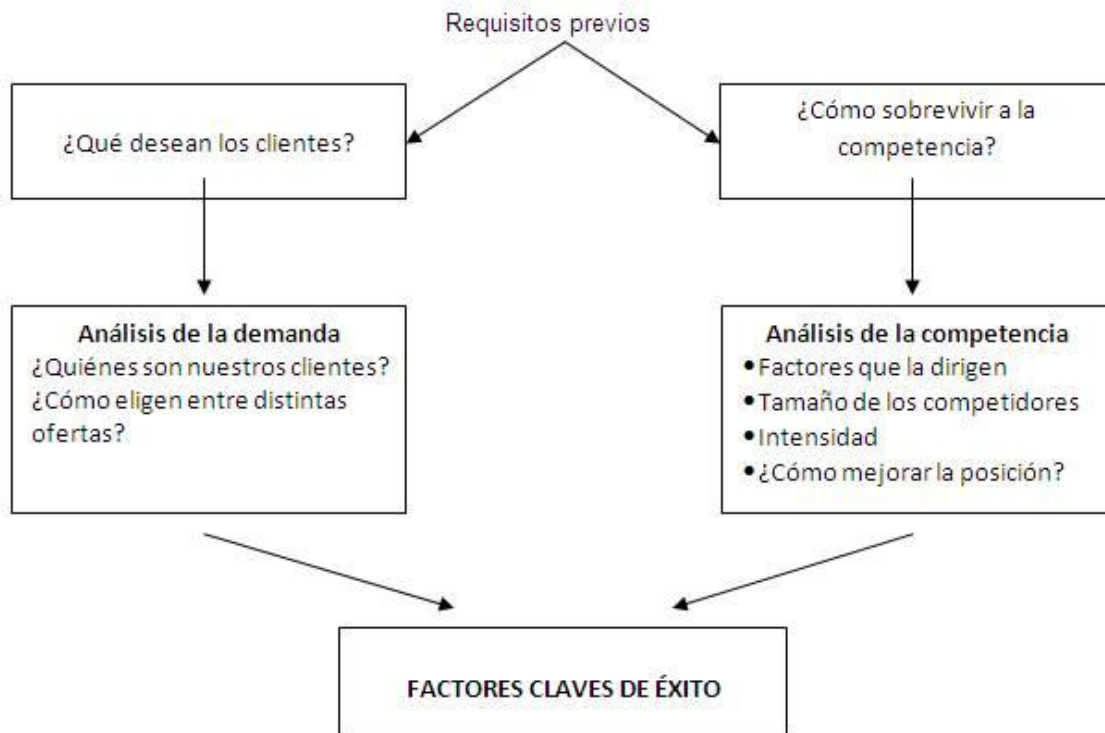 Requisitos previos
¿Qué desean los clientes?
¿Cómo sobrevivir a la
competencia?
Análisis de la demanda
¿Quiénes son nuestros clientes?
¿Cómo eligen entre distintas
ofertas?
Análisis de la competencia
•Factores que la dirigen
•Tamaño de los competidores
•Intensidad
•¿Cómo mejorar la posición?
FACTORES CLAVES DE ÉXITO